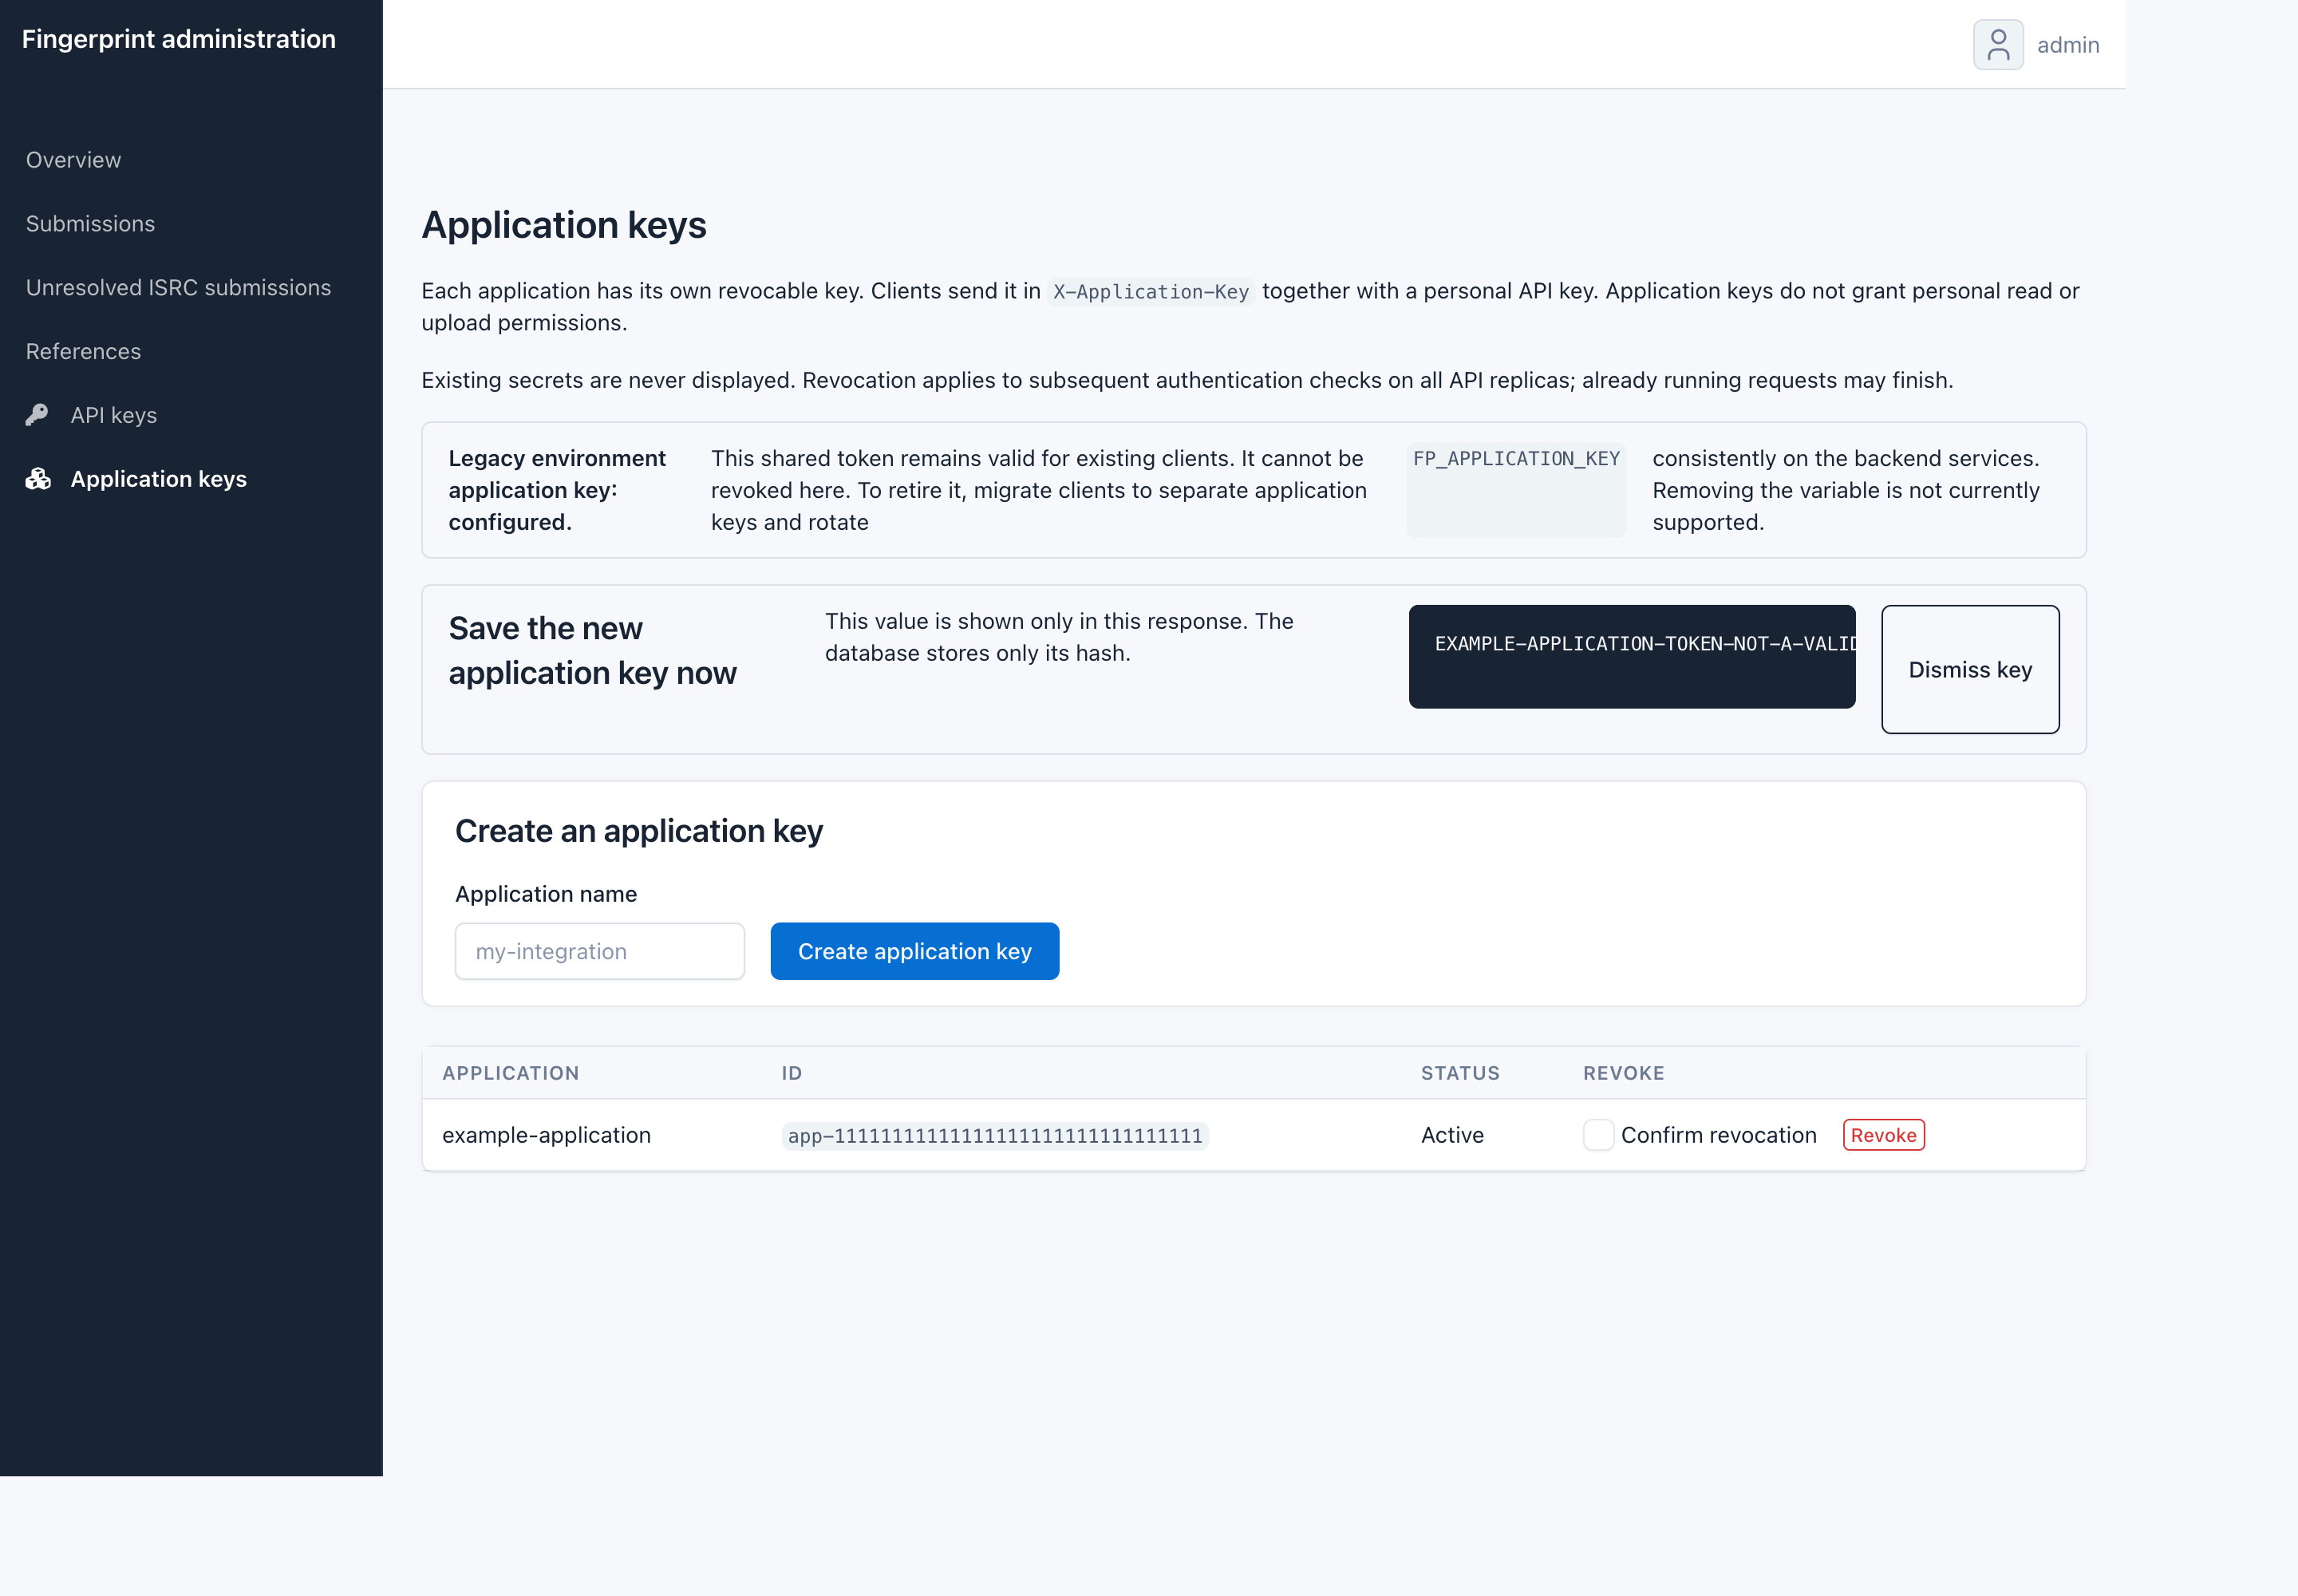 Fingerprint administration
admin
Overview
Submissions
Unresolved ISRC submissions
References
API keys
Application keys
Application keys
Each application has its own revocable key. Clients send it in X-Application-Key together with a personal API key. Application keys do not grant personal read or
upload permissions.
Existing secrets are never displayed. Revocation applies to subsequent authentication checks on all API replicas; already running requests may finish.
Legacy environment
application key:
configured.
This shared token remains valid for existing clients. It cannot be
revoked here. To retire it, migrate clients to separate application
keys and rotate
FP_APPLICATION_KEY
consistently on the backend services.
Removing the variable is not currently
supported.
Save the new
application key now
This value is shown only in this response. The
database stores only its hash.
EXAMPLE-APPLICATION-TOKEN-NOT-A-VALID
Dismiss key
Create an application key
Application name
my-integration
Create application key
APPLICATION ID STATUS REVOKE
example-application app-11111111111111111111111111111111 Active Confirm revocation Revoke